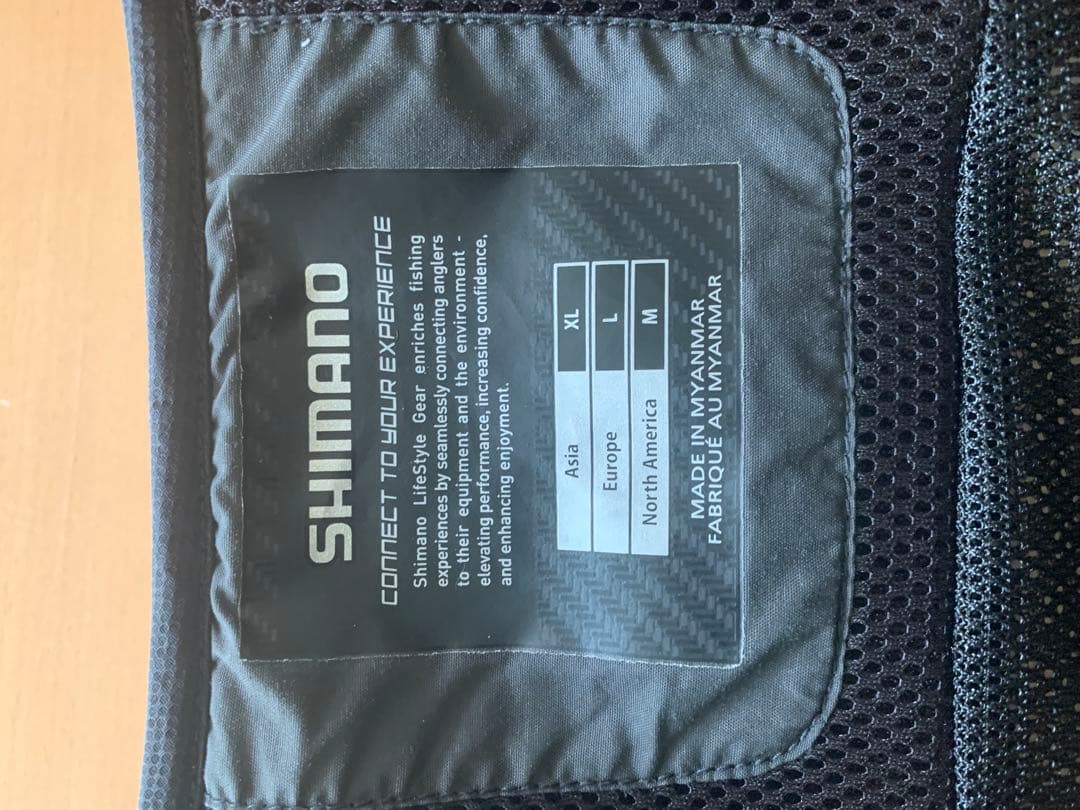 SHIMANO
CONNECT TO YOUR EXPERIENCE
Shimano LifeStyle Gear enriches fishing
experiences by seamlessly connecting anglers
to their equipment and the environment -
elevating performance, increasing confidence,
and enhancing enjoyment.
Asia XL
Europe L
North America M
MADE IN MYANMAR
FABRIQUÉ AU MYANMAR